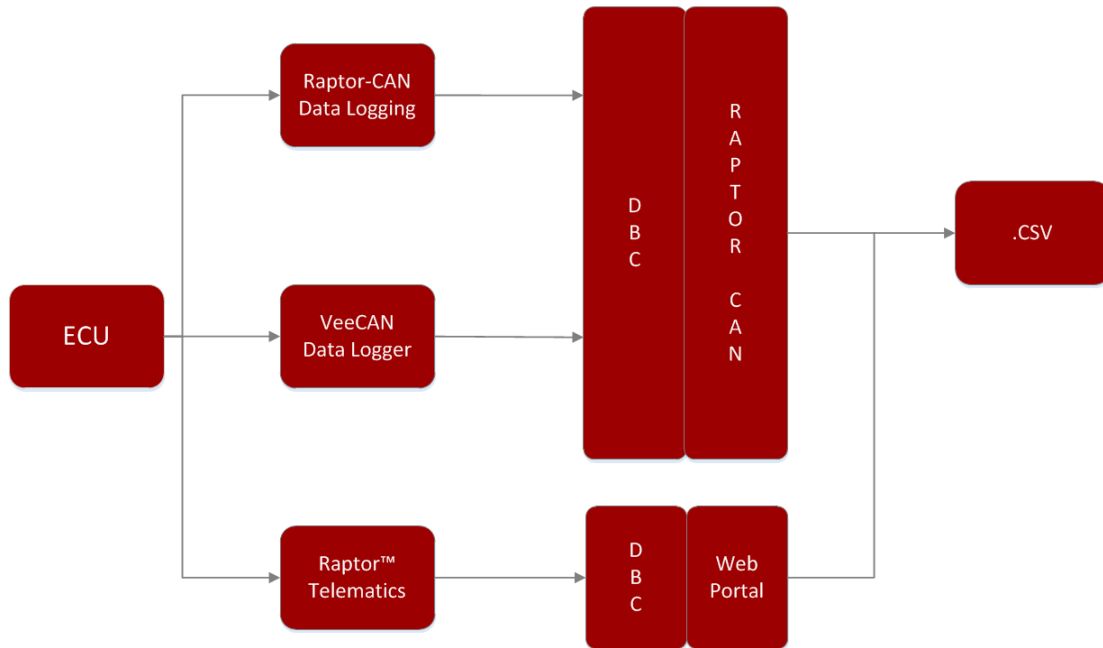 ECU
Raptor-CAN
Data Logging
VeeCAN
Data Logger
Raptor™
Telematics
D
B
C
R
A
P
T
O
R
C
A
N
D
B
C
Web
Portal
.CSV